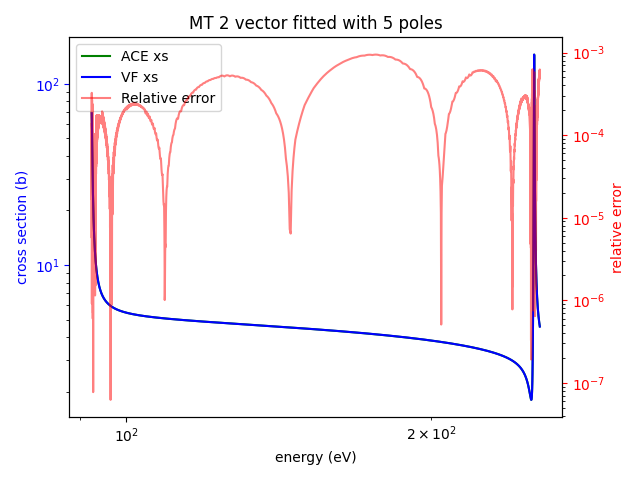 MT 2 vector fitted with 5 poles
ACE xs
VF xs
Relative error
cross section (b)
10²
10¹
relative error
10⁻³
10⁻⁴
10⁻⁵
10⁻⁶
10⁻⁷
10²
2 × 10²
energy (eV)